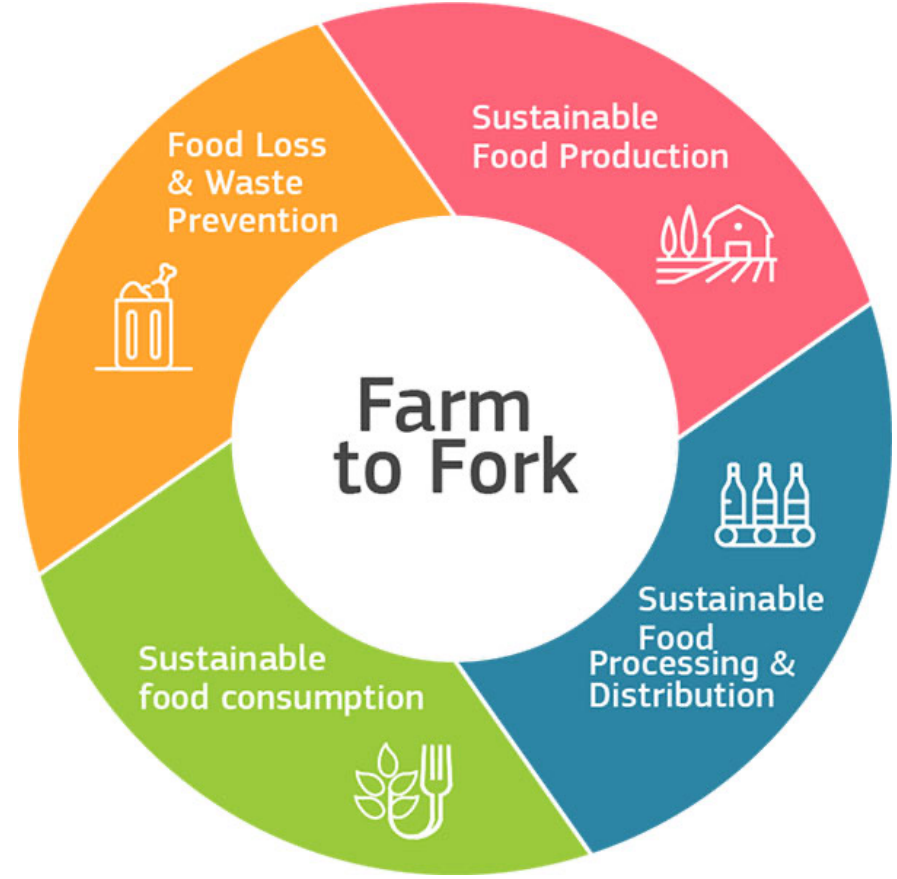 Sustainable
Food Production
Food Loss
& Waste
Prevention
Farm
to Fork
Sustainable
Food
Processing &
Distribution
Sustainable
food consumption